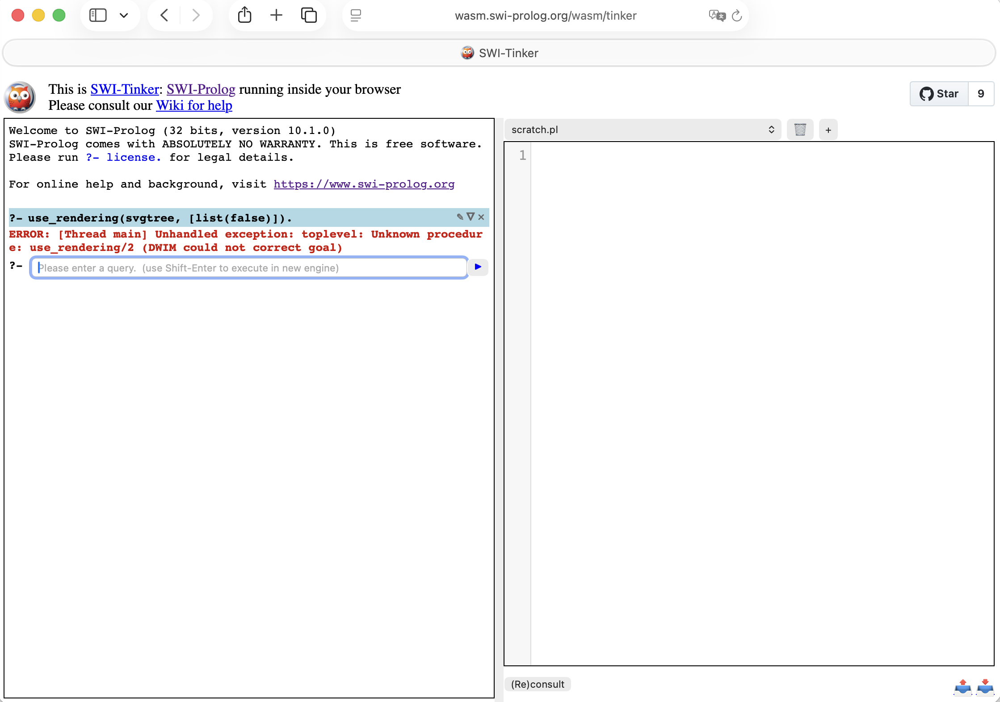 wasm.swi-prolog.org/wasm/tinker
SWI-Tinker
This is SWI-Tinker: SWI-Prolog running inside your browser
Please consult our Wiki for help
Star 9
Welcome to SWI-Prolog (32 bits, version 10.1.0)
SWI-Prolog comes with ABSOLUTELY NO WARRANTY. This is free software.
Please run ?- license. for legal details.
For online help and background, visit https://www.swi-prolog.org
?- use_rendering(svgtree, [list(false)]).
ERROR: [Thread main] Unhandled exception: toplevel: Unknown procedur
e: use_rendering/2 (DWIM could not correct goal)
?- Please enter a query. (use Shift-Enter to execute in new engine)
scratch.pl
+
1
(Re)consult